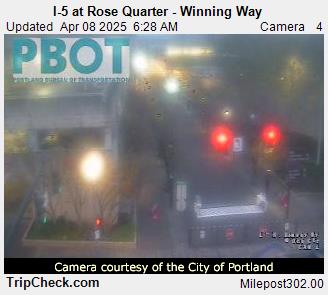 I-5 at Rose Quarter - Winning Way
Updated Apr 08 2025 6:28 AM Camera 4
PBOT
PORTLAND BUREAU OF TRANSPORTATION
Camera courtesy of the City of Portland
TripCheck.com Milepost302.00